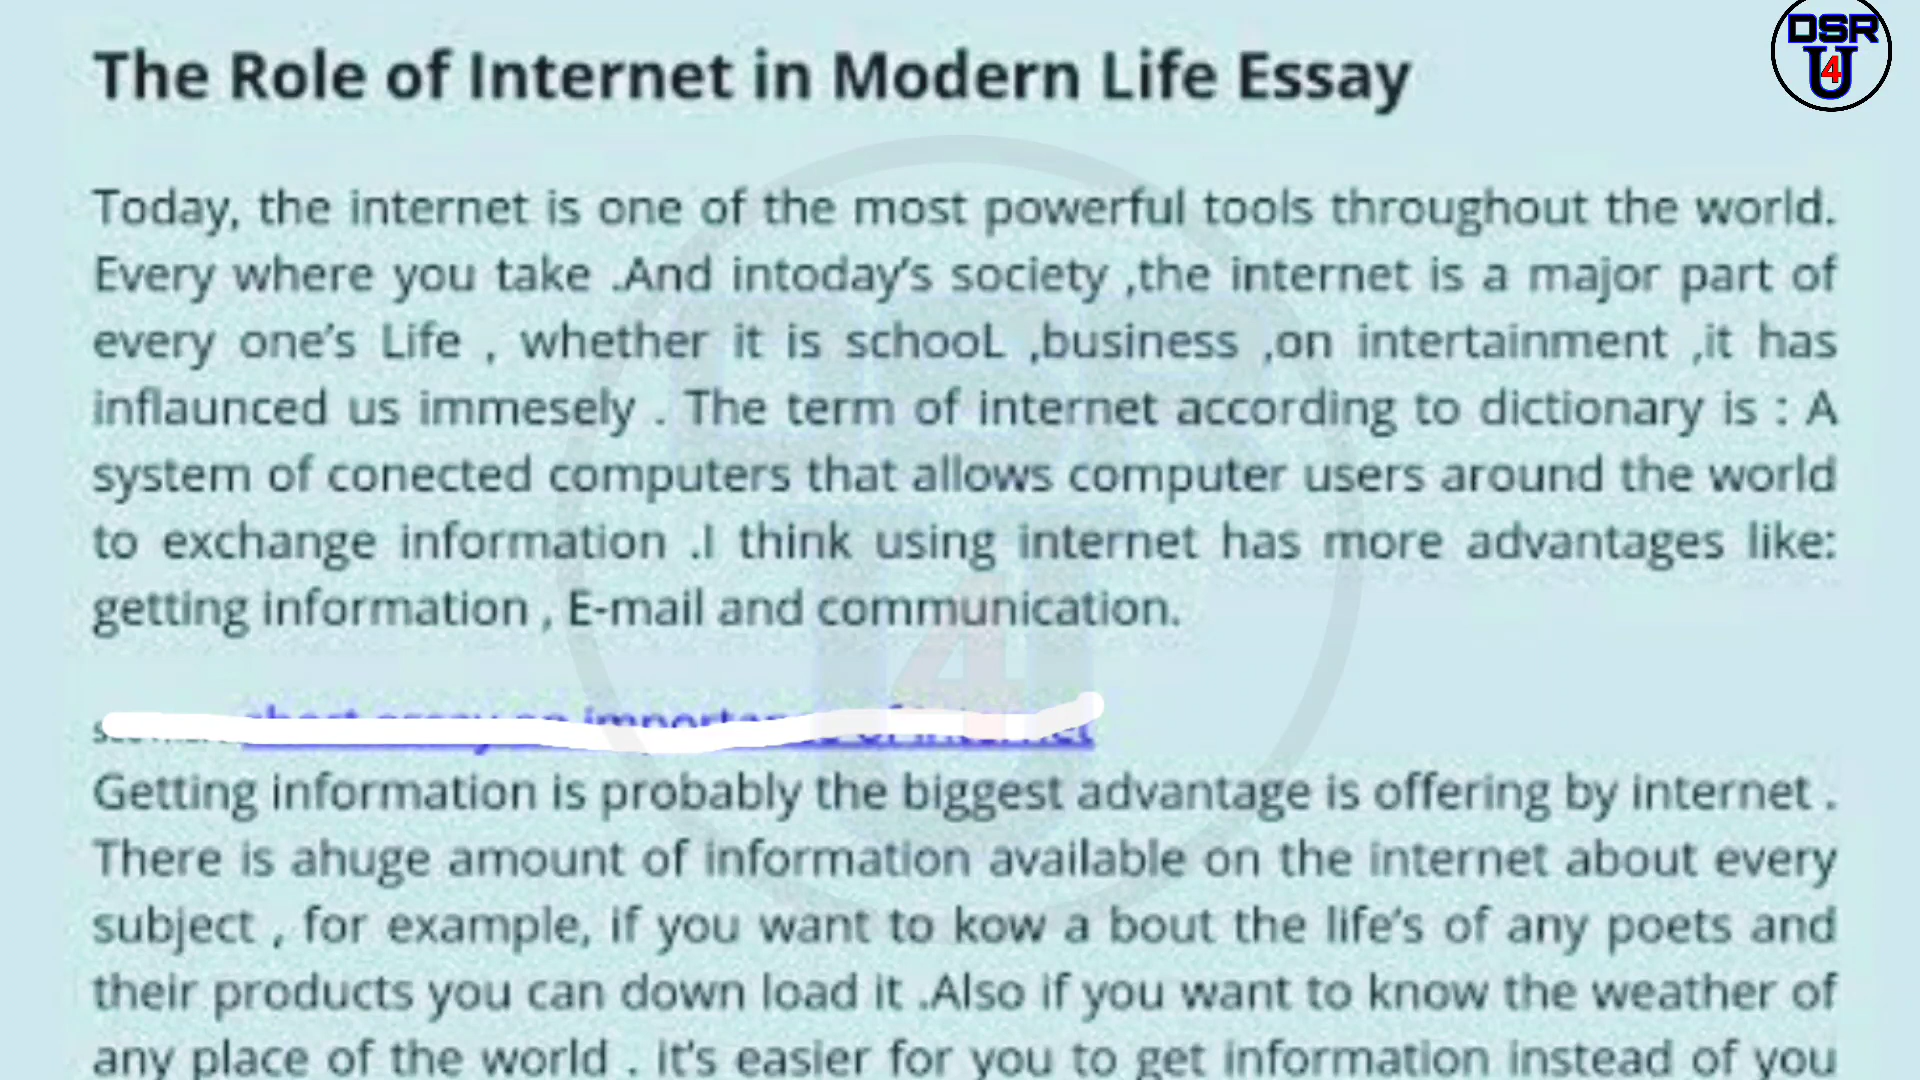 The Role of Internet in Modern Life Essay
DSR
U
4
Today, the internet is one of the most powerful tools throughout the world.
Every where you take .And intoday's society ,the internet is a major part of
every one's Life , whether it is schooL ,business ,on intertainment ,it has
inflaunced us immesely . The term of internet according to dictionary is : A
system of conected computers that allows computer users around the world
to exchange information .I think using internet has more advantages like:
getting information , E-mail and communication.
short essay on importance of internet
Getting information is probably the biggest advantage is offering by internet .
There is ahuge amount of information available on the internet about every
subject , for example, if you want to kow a bout the life's of any poets and
their products you can down load it .Also if you want to know the weather of
any place of the world . it's easier for you to get information instead of you